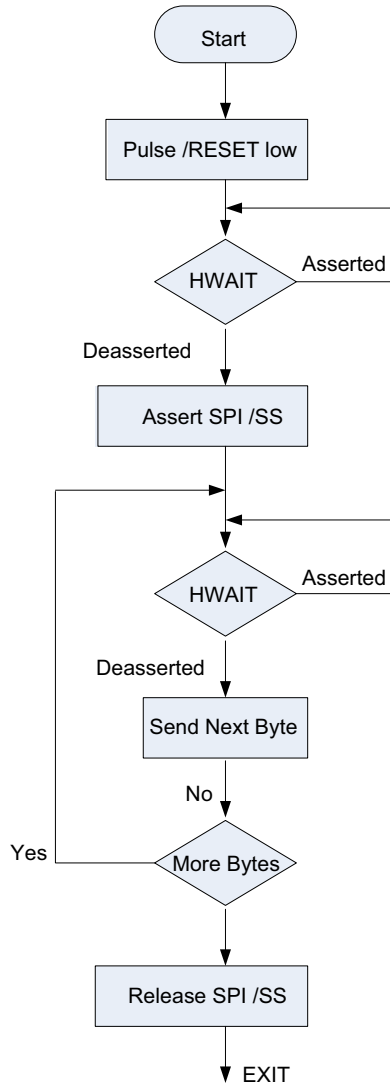 Start
Pulse /RESET low
HWAIT
Asserted
Deasserted
Assert SPI /SS
HWAIT
Asserted
Deasserted
Send Next Byte
No
Yes
More Bytes
Release SPI /SS
EXIT